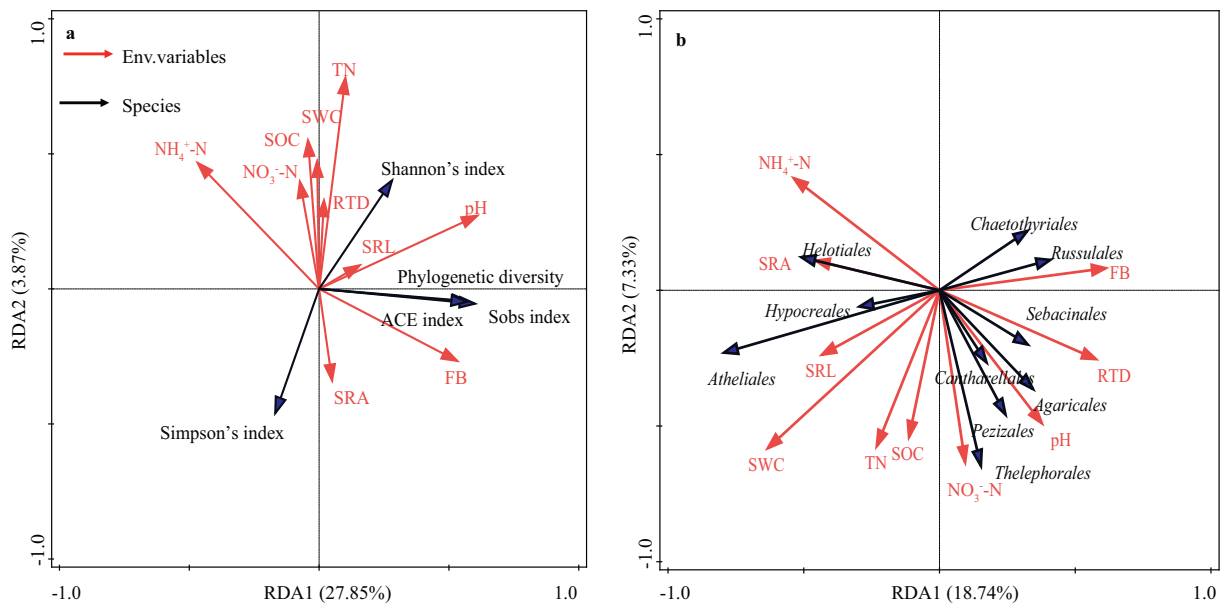 a
Env.variables
Species
TN
SWC
SOC
NH₄⁺-N
NO₃⁻-N
Shannon’s index
RTD
pH
SRL
Phylogenetic diversity
ACE index
Sobs index
FB
SRA
Simpson’s index
1.0
RDA2 (3.87%)
-1.0
-1.0
RDA1 (27.85%)
1.0
b
NH₄⁺-N
Chaetothyriales
Helotiales
Russulales
SRA
FB
Hypocreales
Sebacinales
SRL
RTD
Atheliales
Cantharellales
Agaricales
Pezizales
pH
SWC
TN
SOC
Thelephorales
NO₃⁻-N
1.0
RDA2 (7.33%)
-1.0
-1.0
RDA1 (18.74%)
1.0